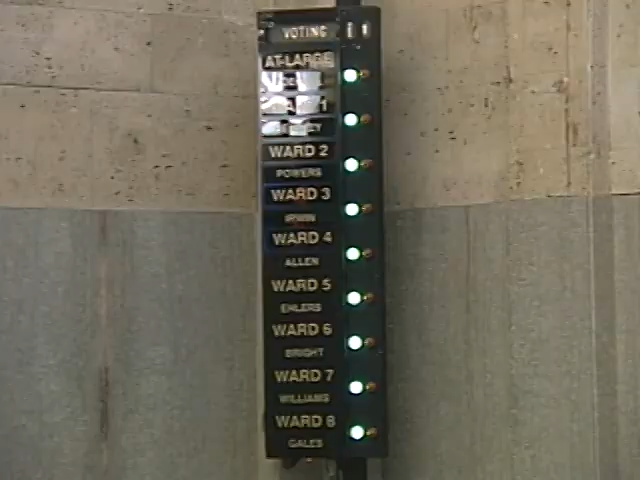 VOTING
AT-LARGE
WARD 2
POWERS
WARD 3
IRWIN
WARD 4
ALLEN
WARD 5
EHLERS
WARD 6
BRIGHT
WARD 7
WILLIAMS
WARD 8
GALES